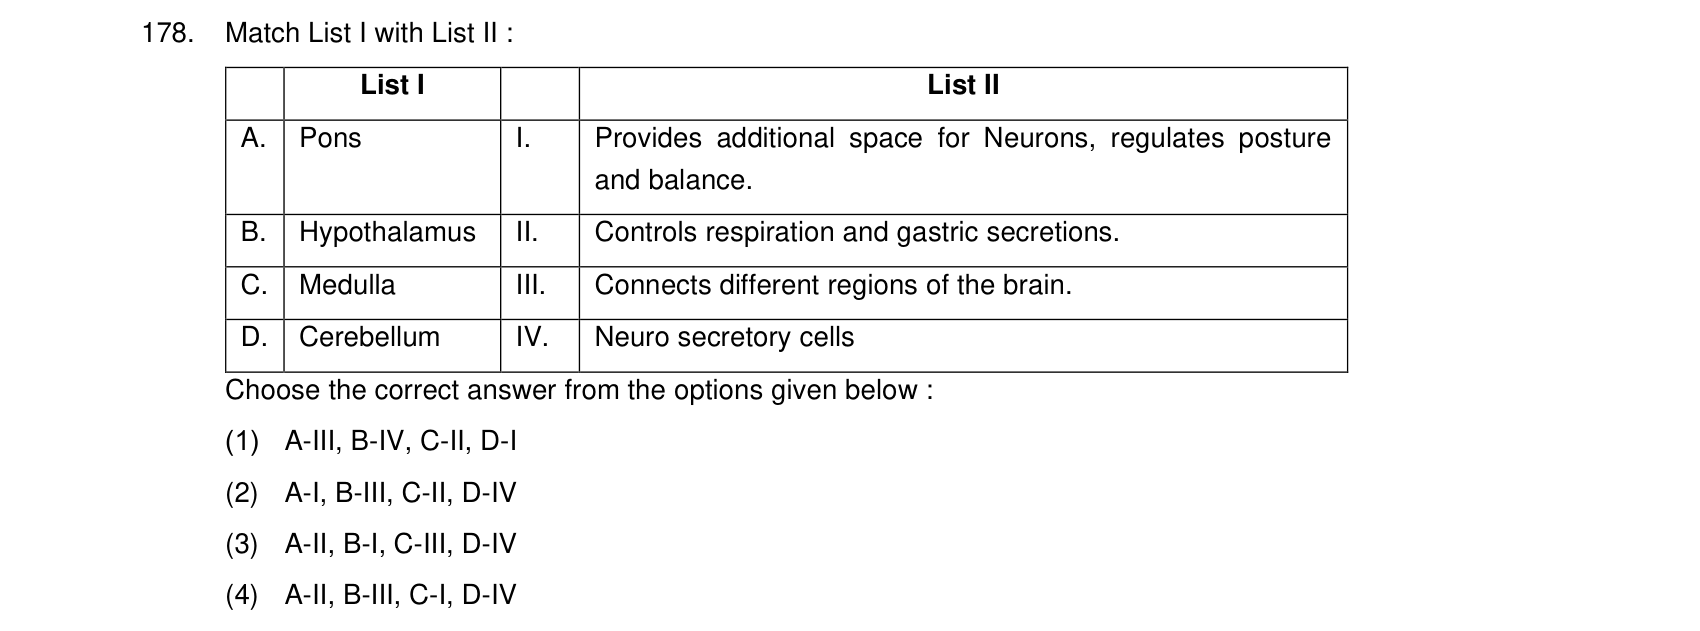 178. Match List I with List II :
List I List II
A. Pons I. Provides additional space for Neurons, regulates posture
and balance.
B. Hypothalamus II. Controls respiration and gastric secretions.
C. Medulla III. Connects different regions of the brain.
D. Cerebellum IV. Neuro secretory cells
Choose the correct answer from the options given below :
(1) A-III, B-IV, C-II, D-I
(2) A-I, B-III, C-II, D-IV
(3) A-II, B-I, C-III, D-IV
(4) A-II, B-III, C-I, D-IV